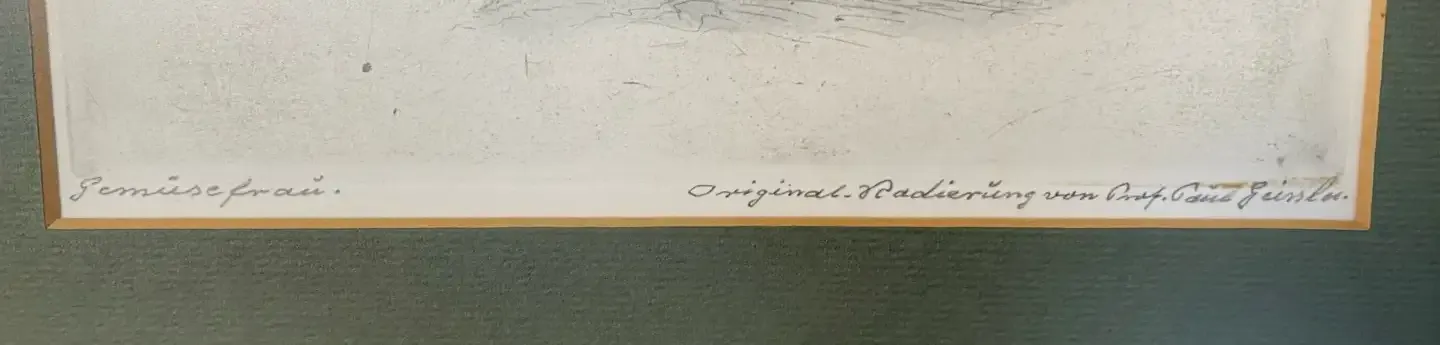 Gemüsefrau.
Original-Radierung von Prof. Paul Geissler.